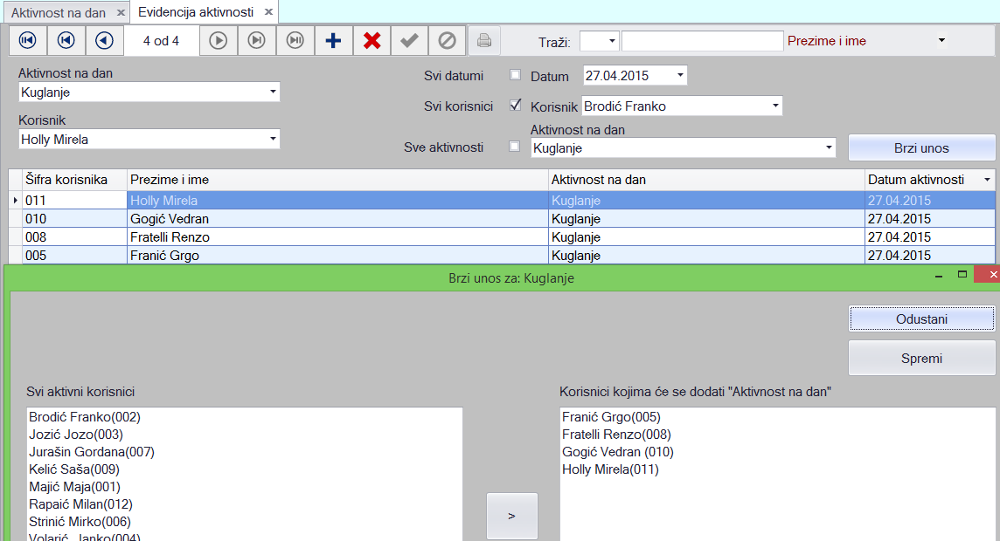 Aktivnost na dan × Evidencija aktivnosti ×
4 od 4 Traži: Prezime i ime
Aktivnost na dan
Kuglanje
Korisnik
Holly Mirela
Svi datumi Datum 27.04.2015
Svi korisnici Korisnik Brodić Franko
Aktivnost na dan
Sve aktivnosti Kuglanje Brzi unos
Šifra korisnika Prezime i ime Aktivnost na dan Datum aktivnosti
011 Holly Mirela Kuglanje 27.04.2015
010 Gogić Vedran Kuglanje 27.04.2015
008 Fratelli Renzo Kuglanje 27.04.2015
005 Franić Grgo Kuglanje 27.04.2015
Brzi unos za: Kuglanje
Odustani
Spremi
Svi aktivni korisnici
Brodić Franko(002)
Jozić Jozo(003)
Jurašin Gordana(007)
Kelić Saša(009)
Majić Maja(001)
Rapaić Milan(012)
Strinić Mirko(006)
Volarić Janko(004)
>
Korisnici kojima će se dodati "Aktivnost na dan"
Franić Grgo(005)
Fratelli Renzo(008)
Gogić Vedran (010)
Holly Mirela(011)